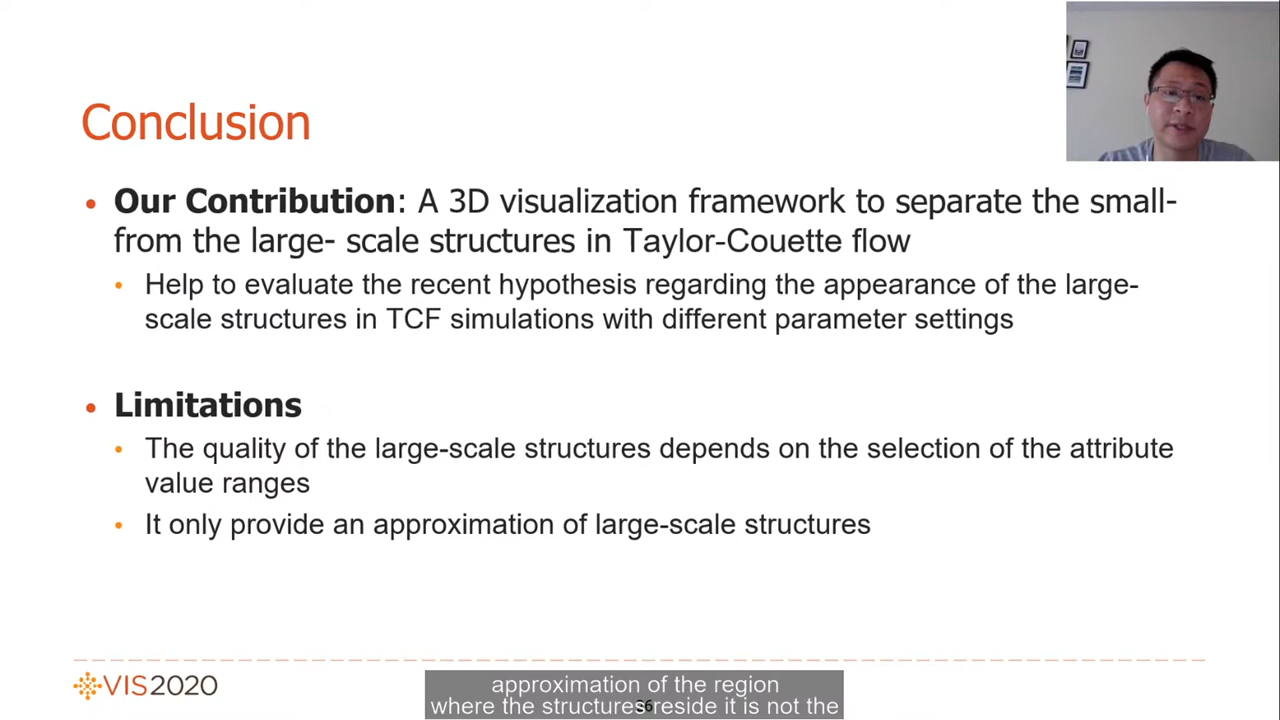 Conclusion
• Our Contribution: A 3D visualization framework to separate the small-
from the large- scale structures in Taylor-Couette flow
• Help to evaluate the recent hypothesis regarding the appearance of the large-
scale structures in TCF simulations with different parameter settings
• Limitations
• The quality of the large-scale structures depends on the selection of the attribute
value ranges
• It only provide an approximation of large-scale structures
VIS2020
approximation of the region
where the structures reside it is not the